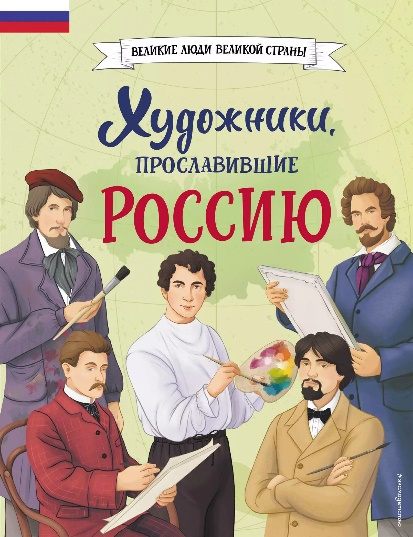 ВЕЛИКИЕ ЛЮДИ ВЕЛИКОЙ СТРАНЫ
Художники,
ПРОСЛАВИВШИЕ
РОССИЮ